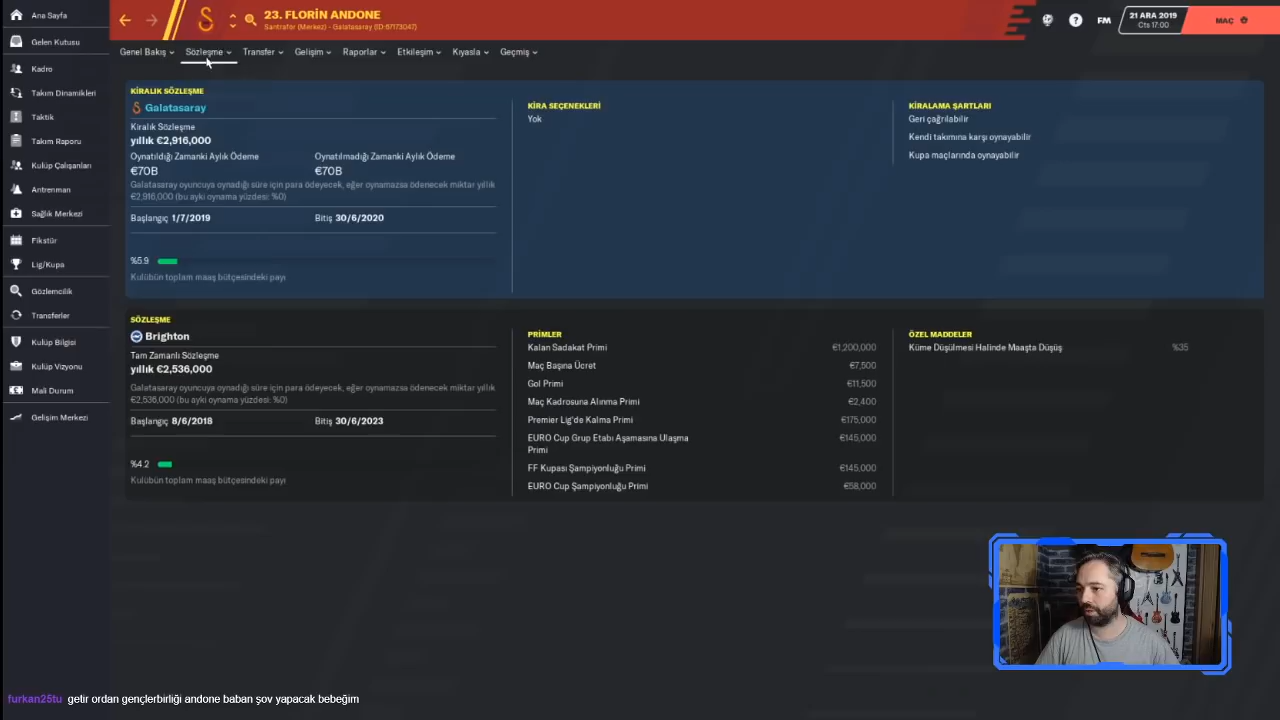 Ana Sayfa
Gelen Kutusu
Kadro
Takım Dinamikleri
Taktik
Takım Raporu
Kulüp Çalışanları
Antrenman
Sağlık Merkezi
Fikstür
Lig/Kupa
Gözlemcilik
Transferler
Kulüp Bilgisi
Kulüp Vizyonu
Mali Durum
Gelişim Merkezi
23. FLORİN ANDONE
Santrafor (Merkez) - Galatasaray (ID:67173047)
FM
21 ARA 2019
Cts 17:00
MAÇ
Genel Bakış
Sözleşme
Transfer
Gelişim
Raporlar
Etkileşim
Kıyasla
Geçmiş
KİRALIK SÖZLEŞME
Galatasaray
Kiralık Sözleşme
yıllık €2,916,000
Oynatıldığı Zamanki Aylık Ödeme
Oynatılmadığı Zamanki Aylık Ödeme
€70B
€70B
Galatasaray oyuncuya oynadığı süre için para ödeyecek, eğer oynamazsa ödenecek miktar yıllık
€2,916,000 (bu ayki oynama yüzdesi: %0)
Başlangıç 1/7/2019
Bitiş 30/6/2020
%5.9
Kulübün toplam maaş bütçesindeki payı
KİRA SEÇENEKLERİ
Yok
KİRALAMA ŞARTLARI
Geri çağrılabilir
Kendi takımına karşı oynayabilir
Kupa maçlarında oynayabilir
SÖZLEŞME
Brighton
Tam Zamanlı Sözleşme
yıllık €2,536,000
Galatasaray oyuncuya oynadığı süre için para ödeyecek, eğer oynamazsa ödenecek miktar yıllık
€2,536,000 (bu ayki oynama yüzdesi: %0)
Başlangıç 8/6/2018
Bitiş 30/6/2023
%4.2
Kulübün toplam maaş bütçesindeki payı
PRİMLER
Kalan Sadakat Primi €1,200,000
Maç Başına Ücret €7,500
Gol Primi €11,500
Maç Kadrosuna Alınma Primi €2,400
Premier Lig'de Kalma Primi €175,000
EURO Cup Grup Etabı Aşamasına Ulaşma €145,000
Primi
FF Kupası Şampiyonluğu Primi €145,000
EURO Cup Şampiyonluğu Primi €58,000
ÖZEL MADDELER
Küme Düşülmesi Halinde Maaşta Düşüş %35
furkan25tu getir ordan gençlerbirliği andone baban şov yapacak bebeğim